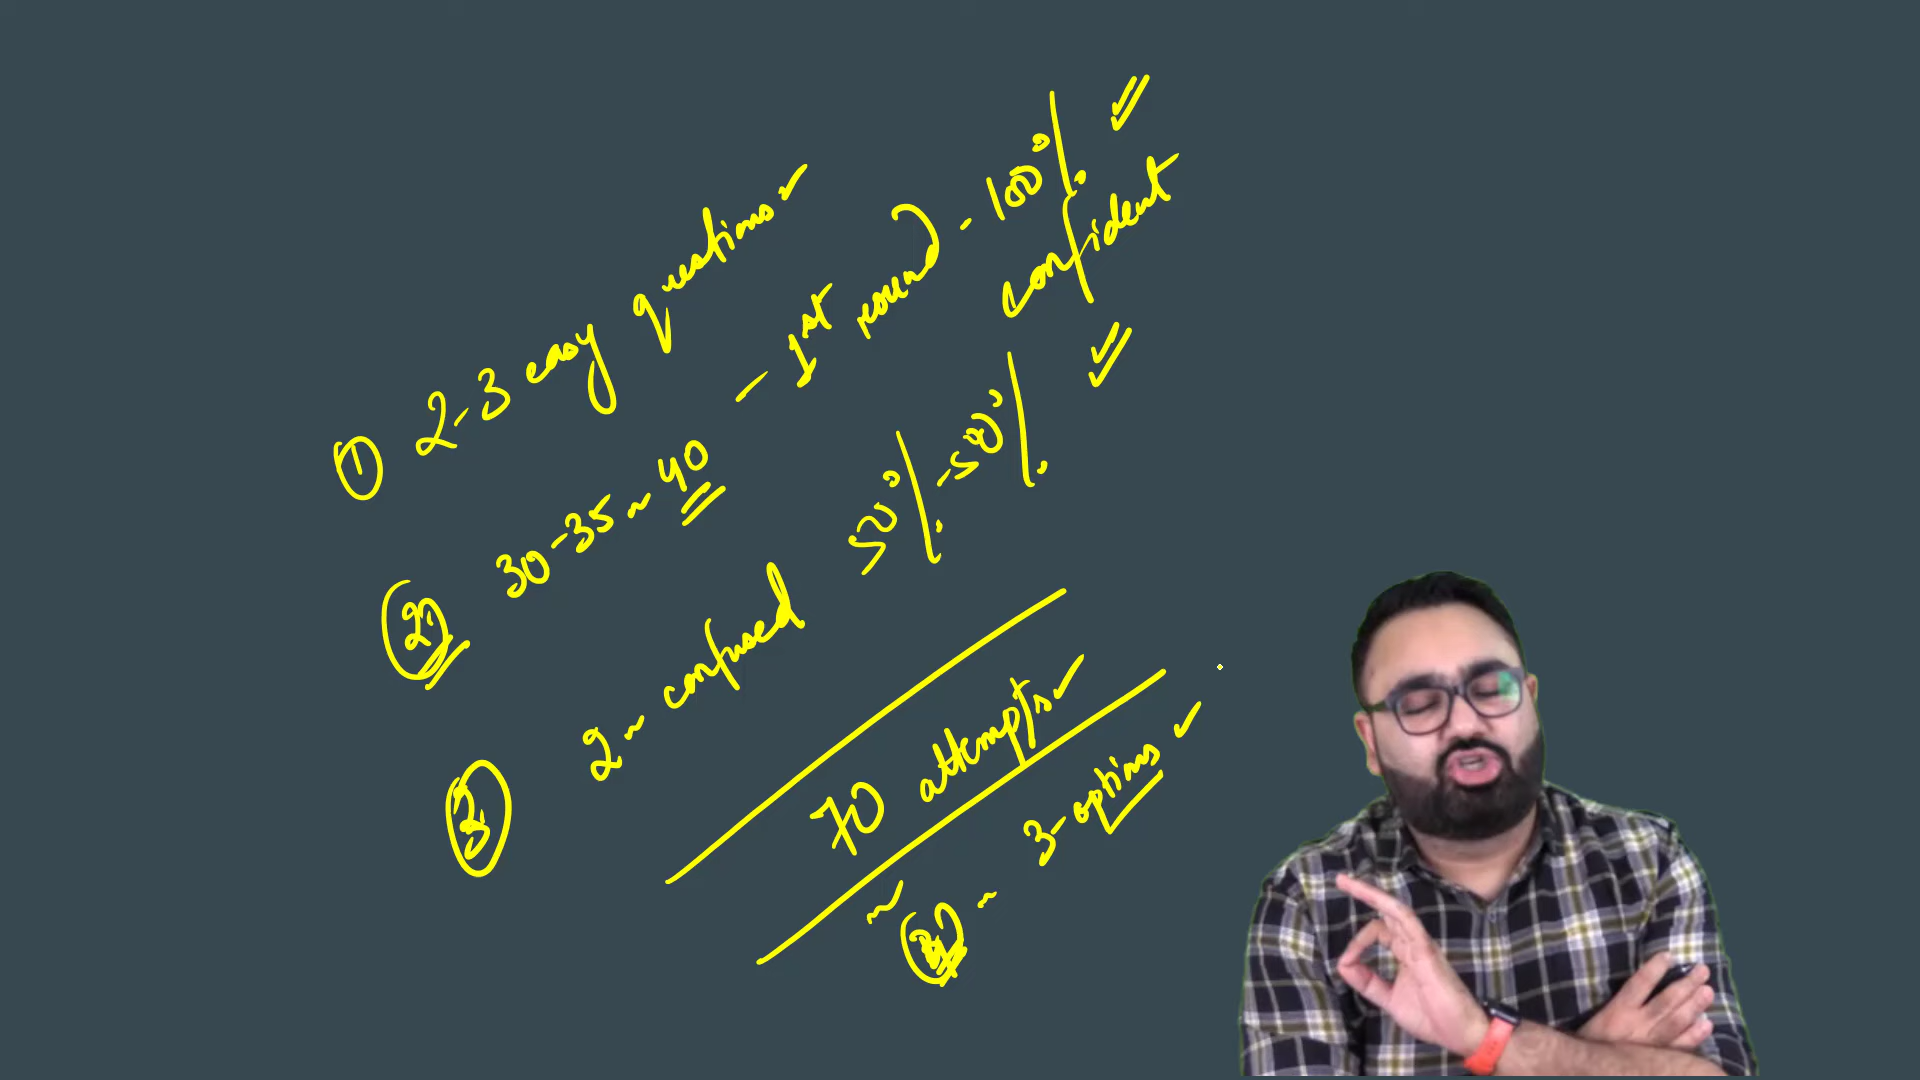 ① 2-3 easy questions ✓
② 30-35 ~ 40 - 1st round - 100% ✓
confident
③ 2 ~ confused 50% - 50% ✓
70 attempts ✓
~ 3 - options ✓